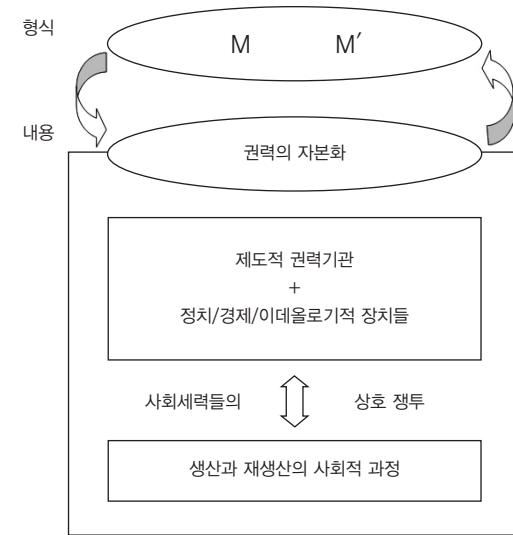 형식
M M′
내용
권력의 자본화
제도적 권력기관
+
정치/경제/이데올로기적 장치들
사회세력들의 상호 쟁투
생산과 재생산의 사회적 과정